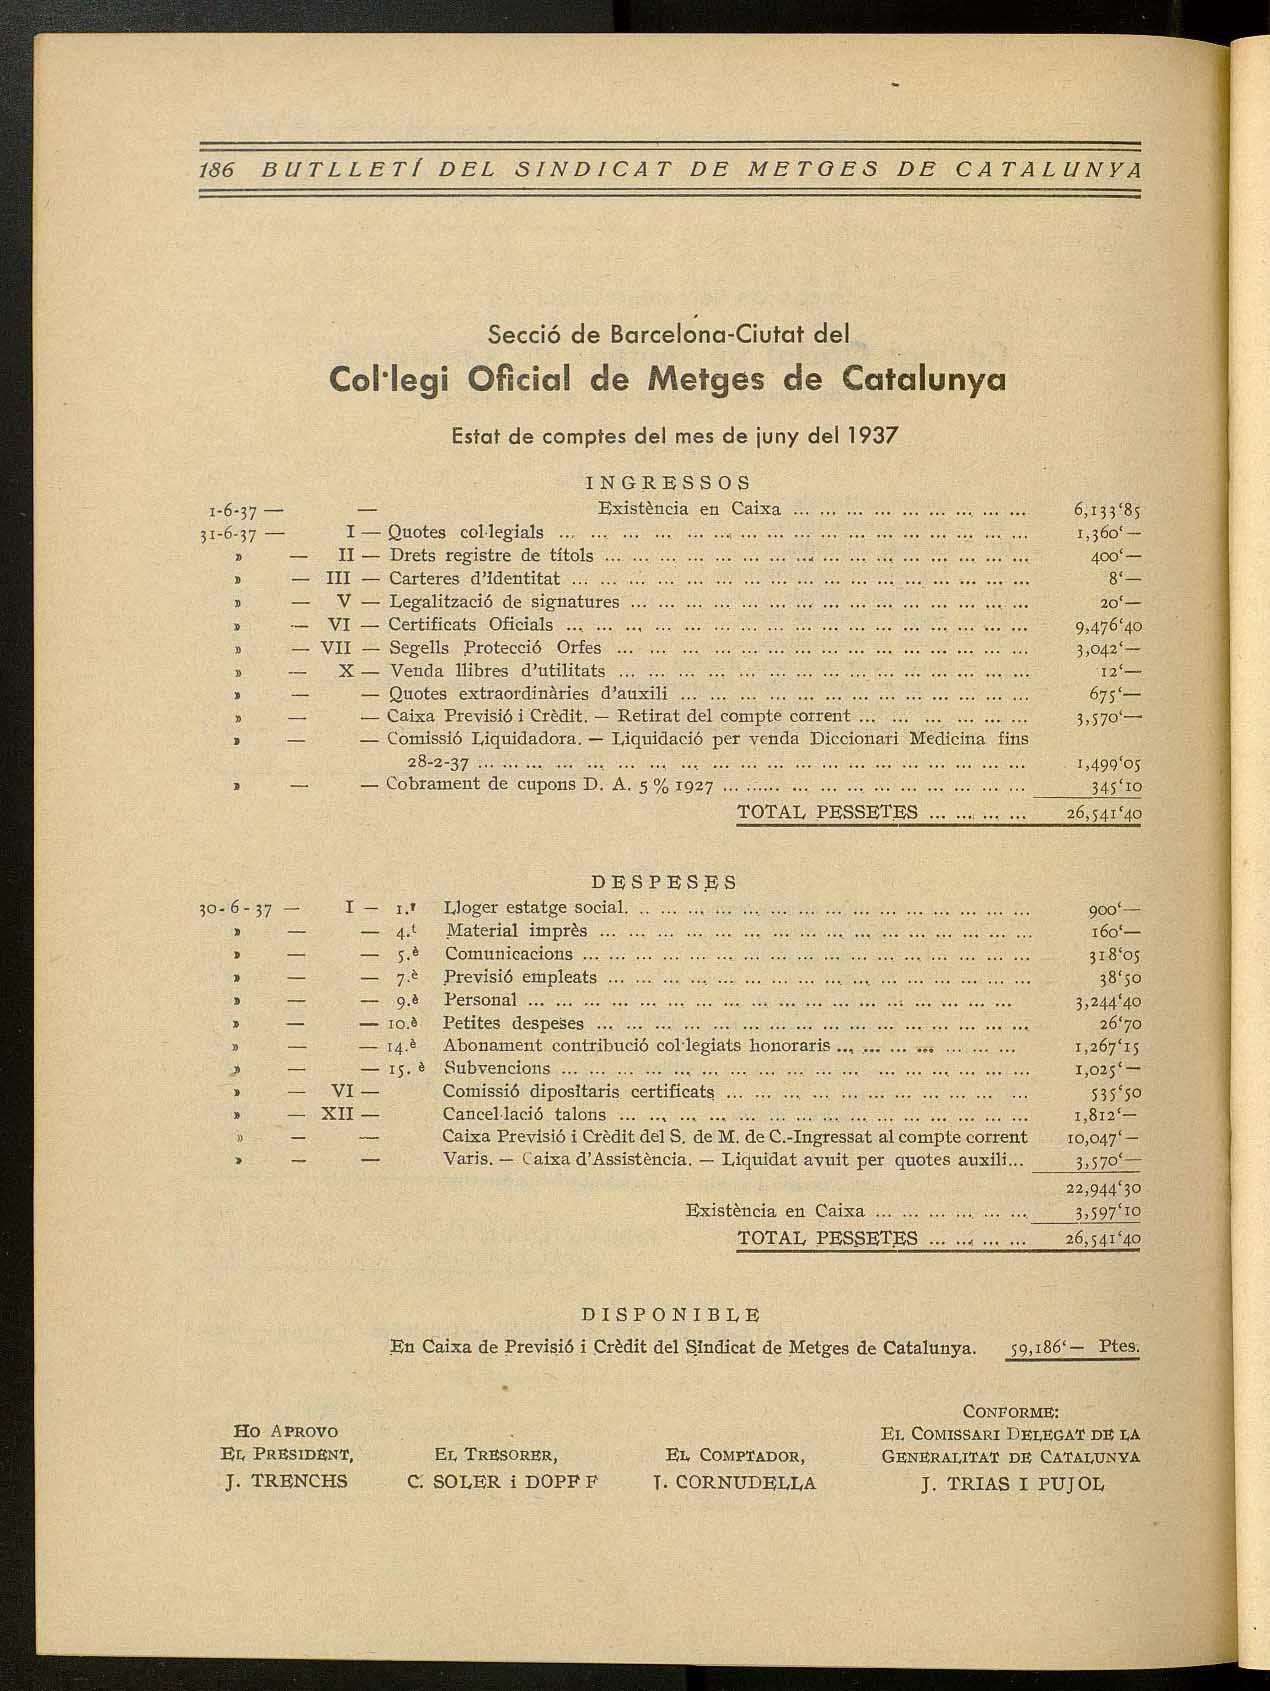 186 BUTLLETÍ DEL SINDICAT DE METGES DE CATALUNYA
Secció de Barcelona-Ciutat del
Col·legi Oficial de Metges de Catalunya
Estat de comptes del mes de juny del 1937
INGRESSOS
1-6-37 — — Existència en Caixa ... ... ... ... ... ... ... ... ... 6,133‘85
31-6-37 — I — Quotes col·legials ... ... ... ... ... ... ... ... ... 1,360‘—
» — II — Drets registre de títols ... ... ... ... ... ... ... ... ... 400‘—
» — III — Carteres d’Identitat ... ... ... ... ... ... ... ... ... 8‘—
» — V — Legalització de signatures ... ... ... ... ... ... ... ... ... 20‘—
» — VI — Certificats Oficials ... ... ... ... ... ... ... ... ... 9,476‘40
» — VII — Segells Protecció Orfes ... ... ... ... ... ... ... ... ... 3,042‘—
» — X — Venda llibres d’utilitats ... ... ... ... ... ... ... ... ... 12‘—
» — — Quotes extraordinàries d’auxili ... ... ... ... ... ... ... ... ... 675‘—
» — — Caixa Previsió i Crèdit. — Retirat del compte corrent ... ... ... ... ... ... 3,570‘—
» — — Comissió Liquidadora. — Liquidació per venda Diccionari Medicina fins
28-2-37 ... ... ... ... ... ... ... ... ... 1,499‘05
» — — Cobrament de cupons D. A. 5 % 1927 ... ... ... ... ... ... ... ... ... 345‘10
TOTAL PESSETES ... ... ... ... 26,541‘40
DESPESES
30-6-37 — I — 1.r Lloger estatge social. ... ... ... ... ... ... ... ... ... 900‘—
» — — 4.t Material imprès ... ... ... ... ... ... ... ... ... 160‘—
» — — 5.è Comunicacions ... ... ... ... ... ... ... ... ... 318‘05
» — — 7.è Previsió empleats ... ... ... ... ... ... ... ... ... 38‘50
» — — 9.è Personal ... ... ... ... ... ... ... ... ... 3,244‘40
» — — 10.è Petites despeses ... ... ... ... ... ... ... ... ... 26‘70
» — — 14.è Abonament contribució col·legiats honoraris ... ... ... ... ... ... ... 1,267‘15
» — — 15.è Subvencions ... ... ... ... ... ... ... ... ... 1,025‘—
» — VI — Comissió dipositaris certificats ... ... ... ... ... ... ... ... ... 535‘50
» — XII — Cancel·lació talons ... ... ... ... ... ... ... ... ... 1,812‘—
» — — Caixa Previsió i Crèdit del S. de M. de C.-Ingressat al compte corrent 10,047‘—
» — — Varis. — Caixa d’Assistència. — Liquidat avuit per quotes auxili... 3,570‘—
22,944‘30
Existència en Caixa ... ... ... ... ... ... 3,597‘10
TOTAL PESSETES ... ... ... ... 26,541‘40
DISPONIBLE
En Caixa de Previsió i Crèdit del Sindicat de Metges de Catalunya. 59,186‘— Ptes.
HO APROVO
EL PRESIDENT,
J. TRENCHS
EL TRESORER,
C. SOLER i DOPFF
EL COMPTADOR,
J. CORNUDELLA
CONFORME:
EL COMISSARI DELEGAT DE LA
GENERALITAT DE CATALUNYA
J. TRIAS I PUJOL